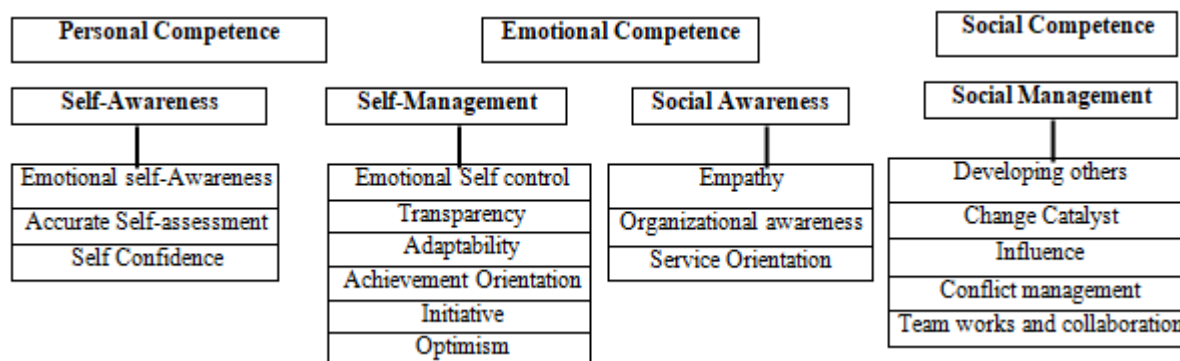 Personal Competence
Emotional Competence
Social Competence
Self-Awareness
Self-Management
Social Awareness
Social Management
Emotional self-Awareness
Accurate Self-assessment
Self Confidence
Emotional Self control
Transparency
Adaptability
Achievement Orientation
Initiative
Optimism
Empathy
Organizational awareness
Service Orientation
Developing others
Change Catalyst
Influence
Conflict management
Team works and collaboration